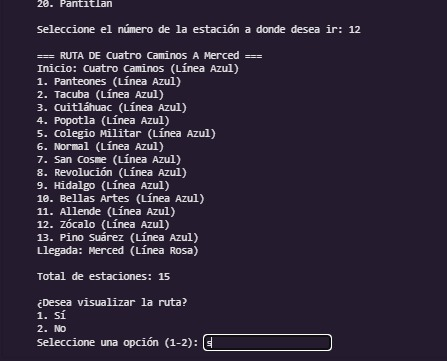 20. Pantitlan
Seleccione el número de la estación a donde desea ir: 12
=== RUTA DE Cuatro Caminos A Merced ===
Inicio: Cuatro Caminos (Línea Azul)
1. Panteones (Línea Azul)
2. Tacuba (Línea Azul)
3. Cuitláhuac (Línea Azul)
4. Popotla (Línea Azul)
5. Colegio Militar (Línea Azul)
6. Normal (Línea Azul)
7. San Cosme (Línea Azul)
8. Revolución (Línea Azul)
9. Hidalgo (Línea Azul)
10. Bellas Artes (Línea Azul)
11. Allende (Línea Azul)
12. Zócalo (Línea Azul)
13. Pino Suárez (Línea Azul)
Llegada: Merced (Línea Rosa)
Total de estaciones: 15
¿Desea visualizar la ruta?
1. Sí
2. No
Seleccione una opción (1-2): s